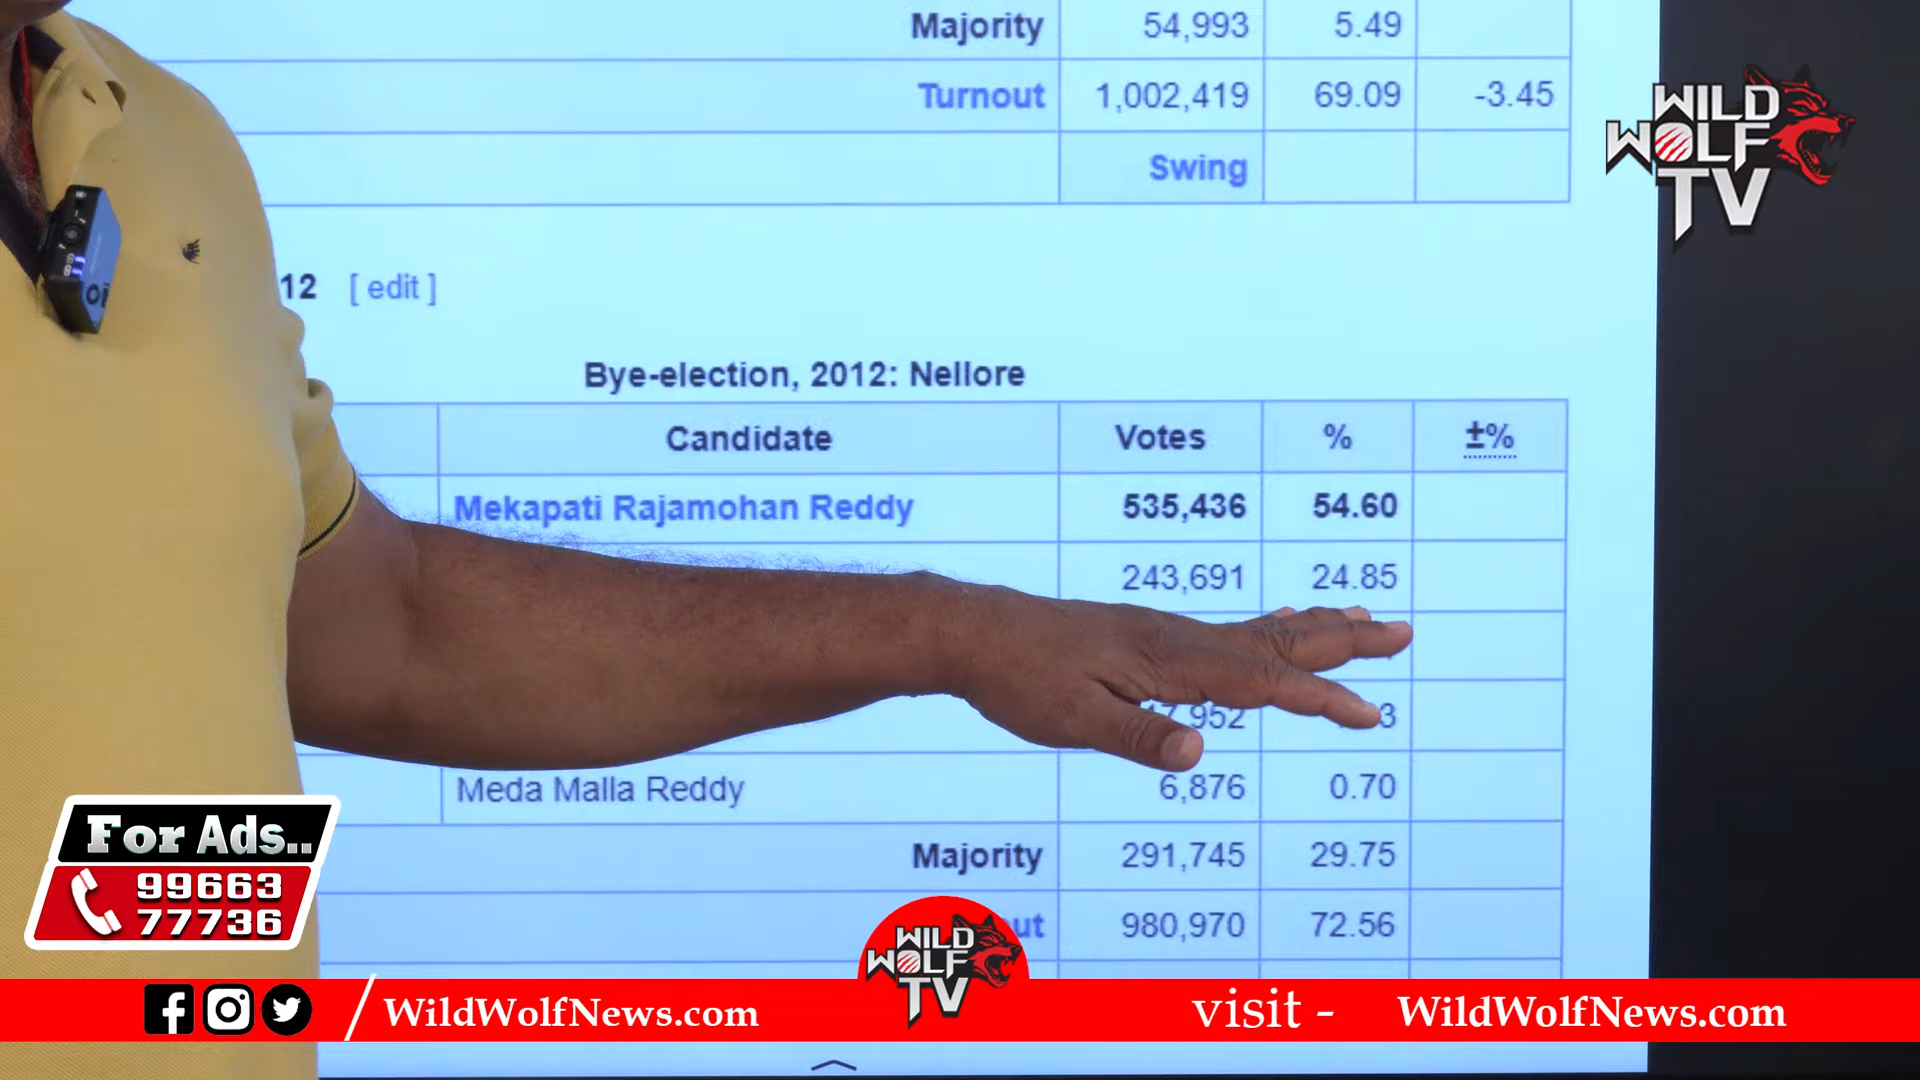 Majority 54,993 5.49
Turnout 1,002,419 69.09 -3.45
Swing
WILD
WOLF
TV
12 [ edit ]
Bye-election, 2012: Nellore
Candidate Votes % ±%
Mekapati Rajamohan Reddy 535,436 54.60
243,691 24.85
Meda Malla Reddy 6,876 0.70
Majority 291,745 29.75
980,970 72.56
For Ads..
99663
77736
WILD
WOLF
TV
WildWolfNews.com
visit - WildWolfNews.com